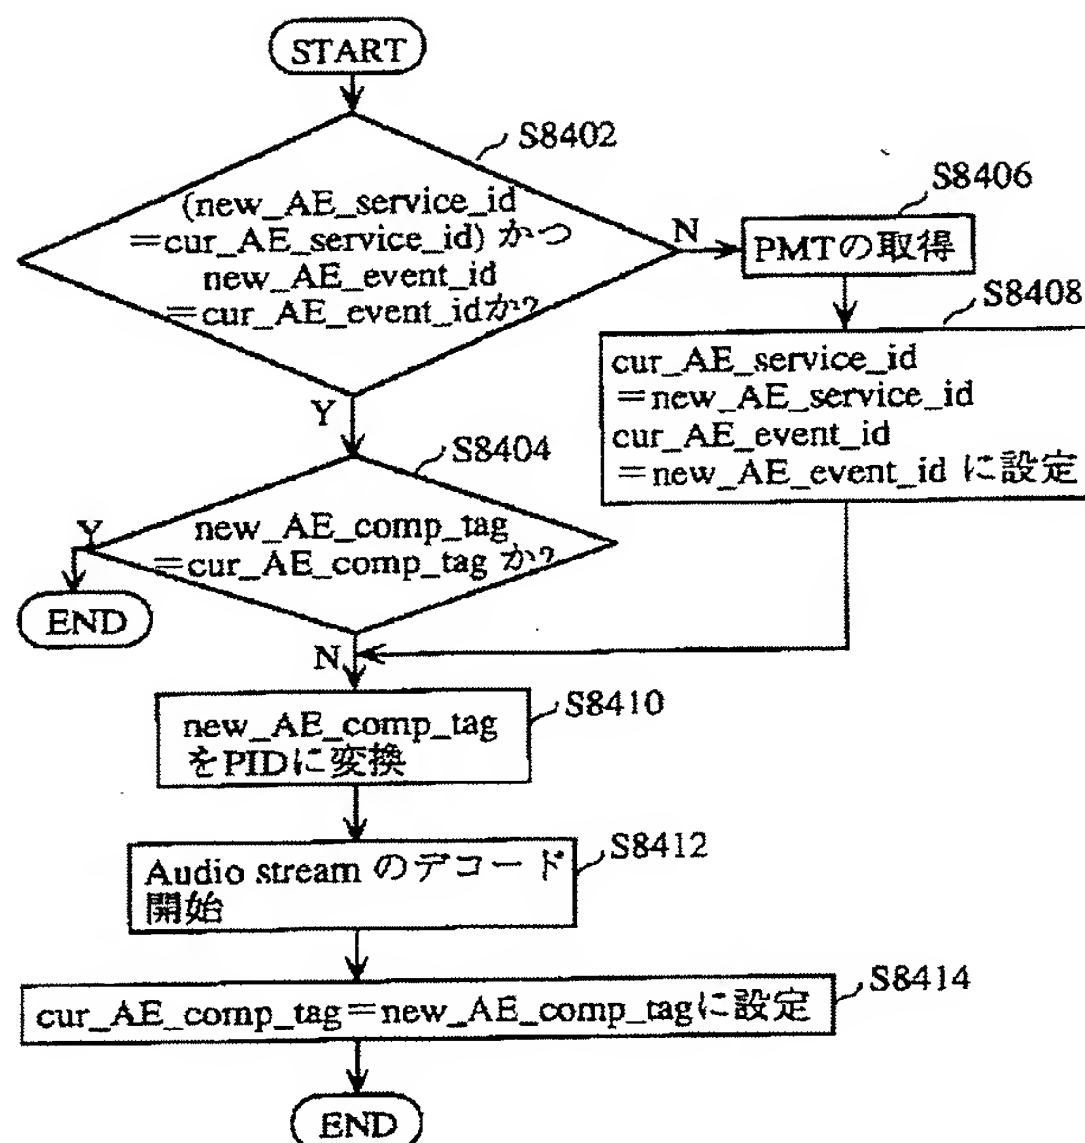 START
S8402
(new_AE_service_id
=cur_AE_service_id) かつ
new_AE_event_id
=cur_AE_event_idか?
N
S8406
PMTの取得
S8408
cur_AE_service_id
=new_AE_service_id
cur_AE_event_id
=new_AE_event_id に設定
Y
S8404
new_AE_comp_tag
=cur_AE_comp_tag か?
Y
END
N
S8410
new_AE_comp_tag
をPIDに変換
S8412
Audio stream のデコード
開始
S8414
cur_AE_comp_tag=new_AE_comp_tagに設定
END